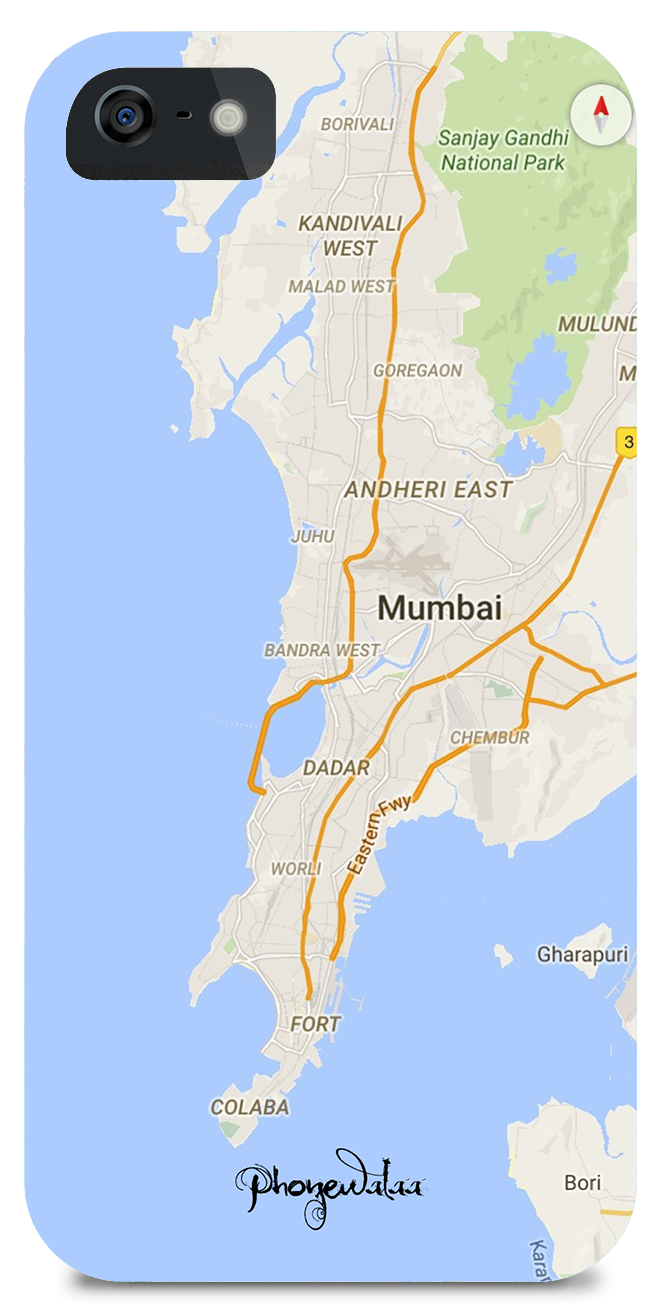 BORIVALI
Sanjay Gandhi
National Park
KANDIVALI
WEST
MALAD WEST
MULUND
M
GOREGAON
3
ANDHERI EAST
JUHU
Mumbai
BANDRA WEST
CHEMBUR
DADAR
Eastern Fwy
WORLI
Gharapuri
FORT
COLABA
Phonewalaa
Bori
Karan